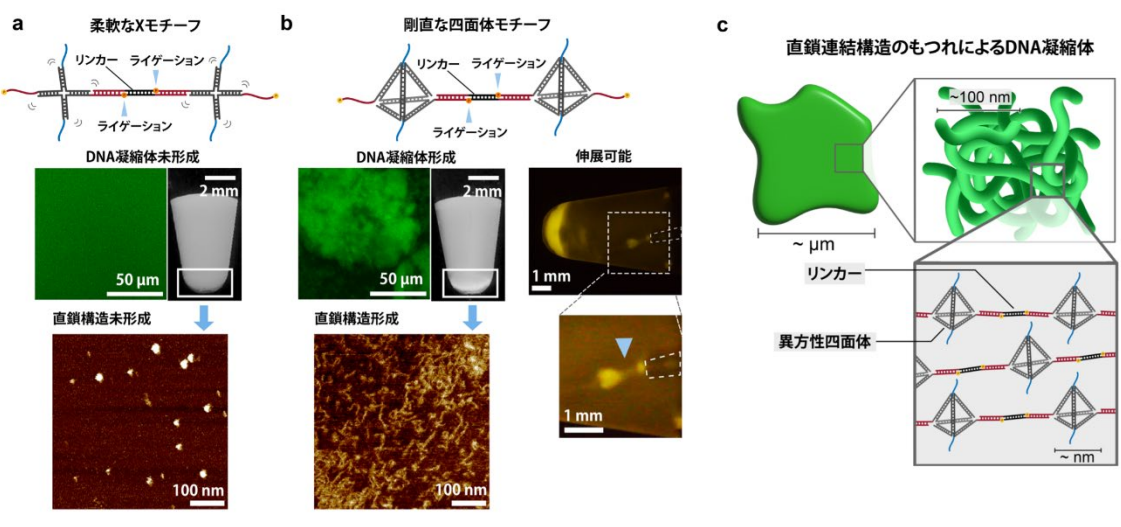 a
柔軟なXモチーフ
リンカー
ライゲーション
ライゲーション
DNA凝縮体未形成
2 mm
50 µm
直鎖構造未形成
100 nm
b
剛直な四面体モチーフ
リンカー
ライゲーション
ライゲーション
DNA凝縮体形成
2 mm
50 µm
直鎖構造形成
100 nm
伸展可能
1 mm
1 mm
c
直鎖連結構造のもつれによるDNA凝縮体
~100 nm
~ µm
リンカー
異方性四面体
~ nm